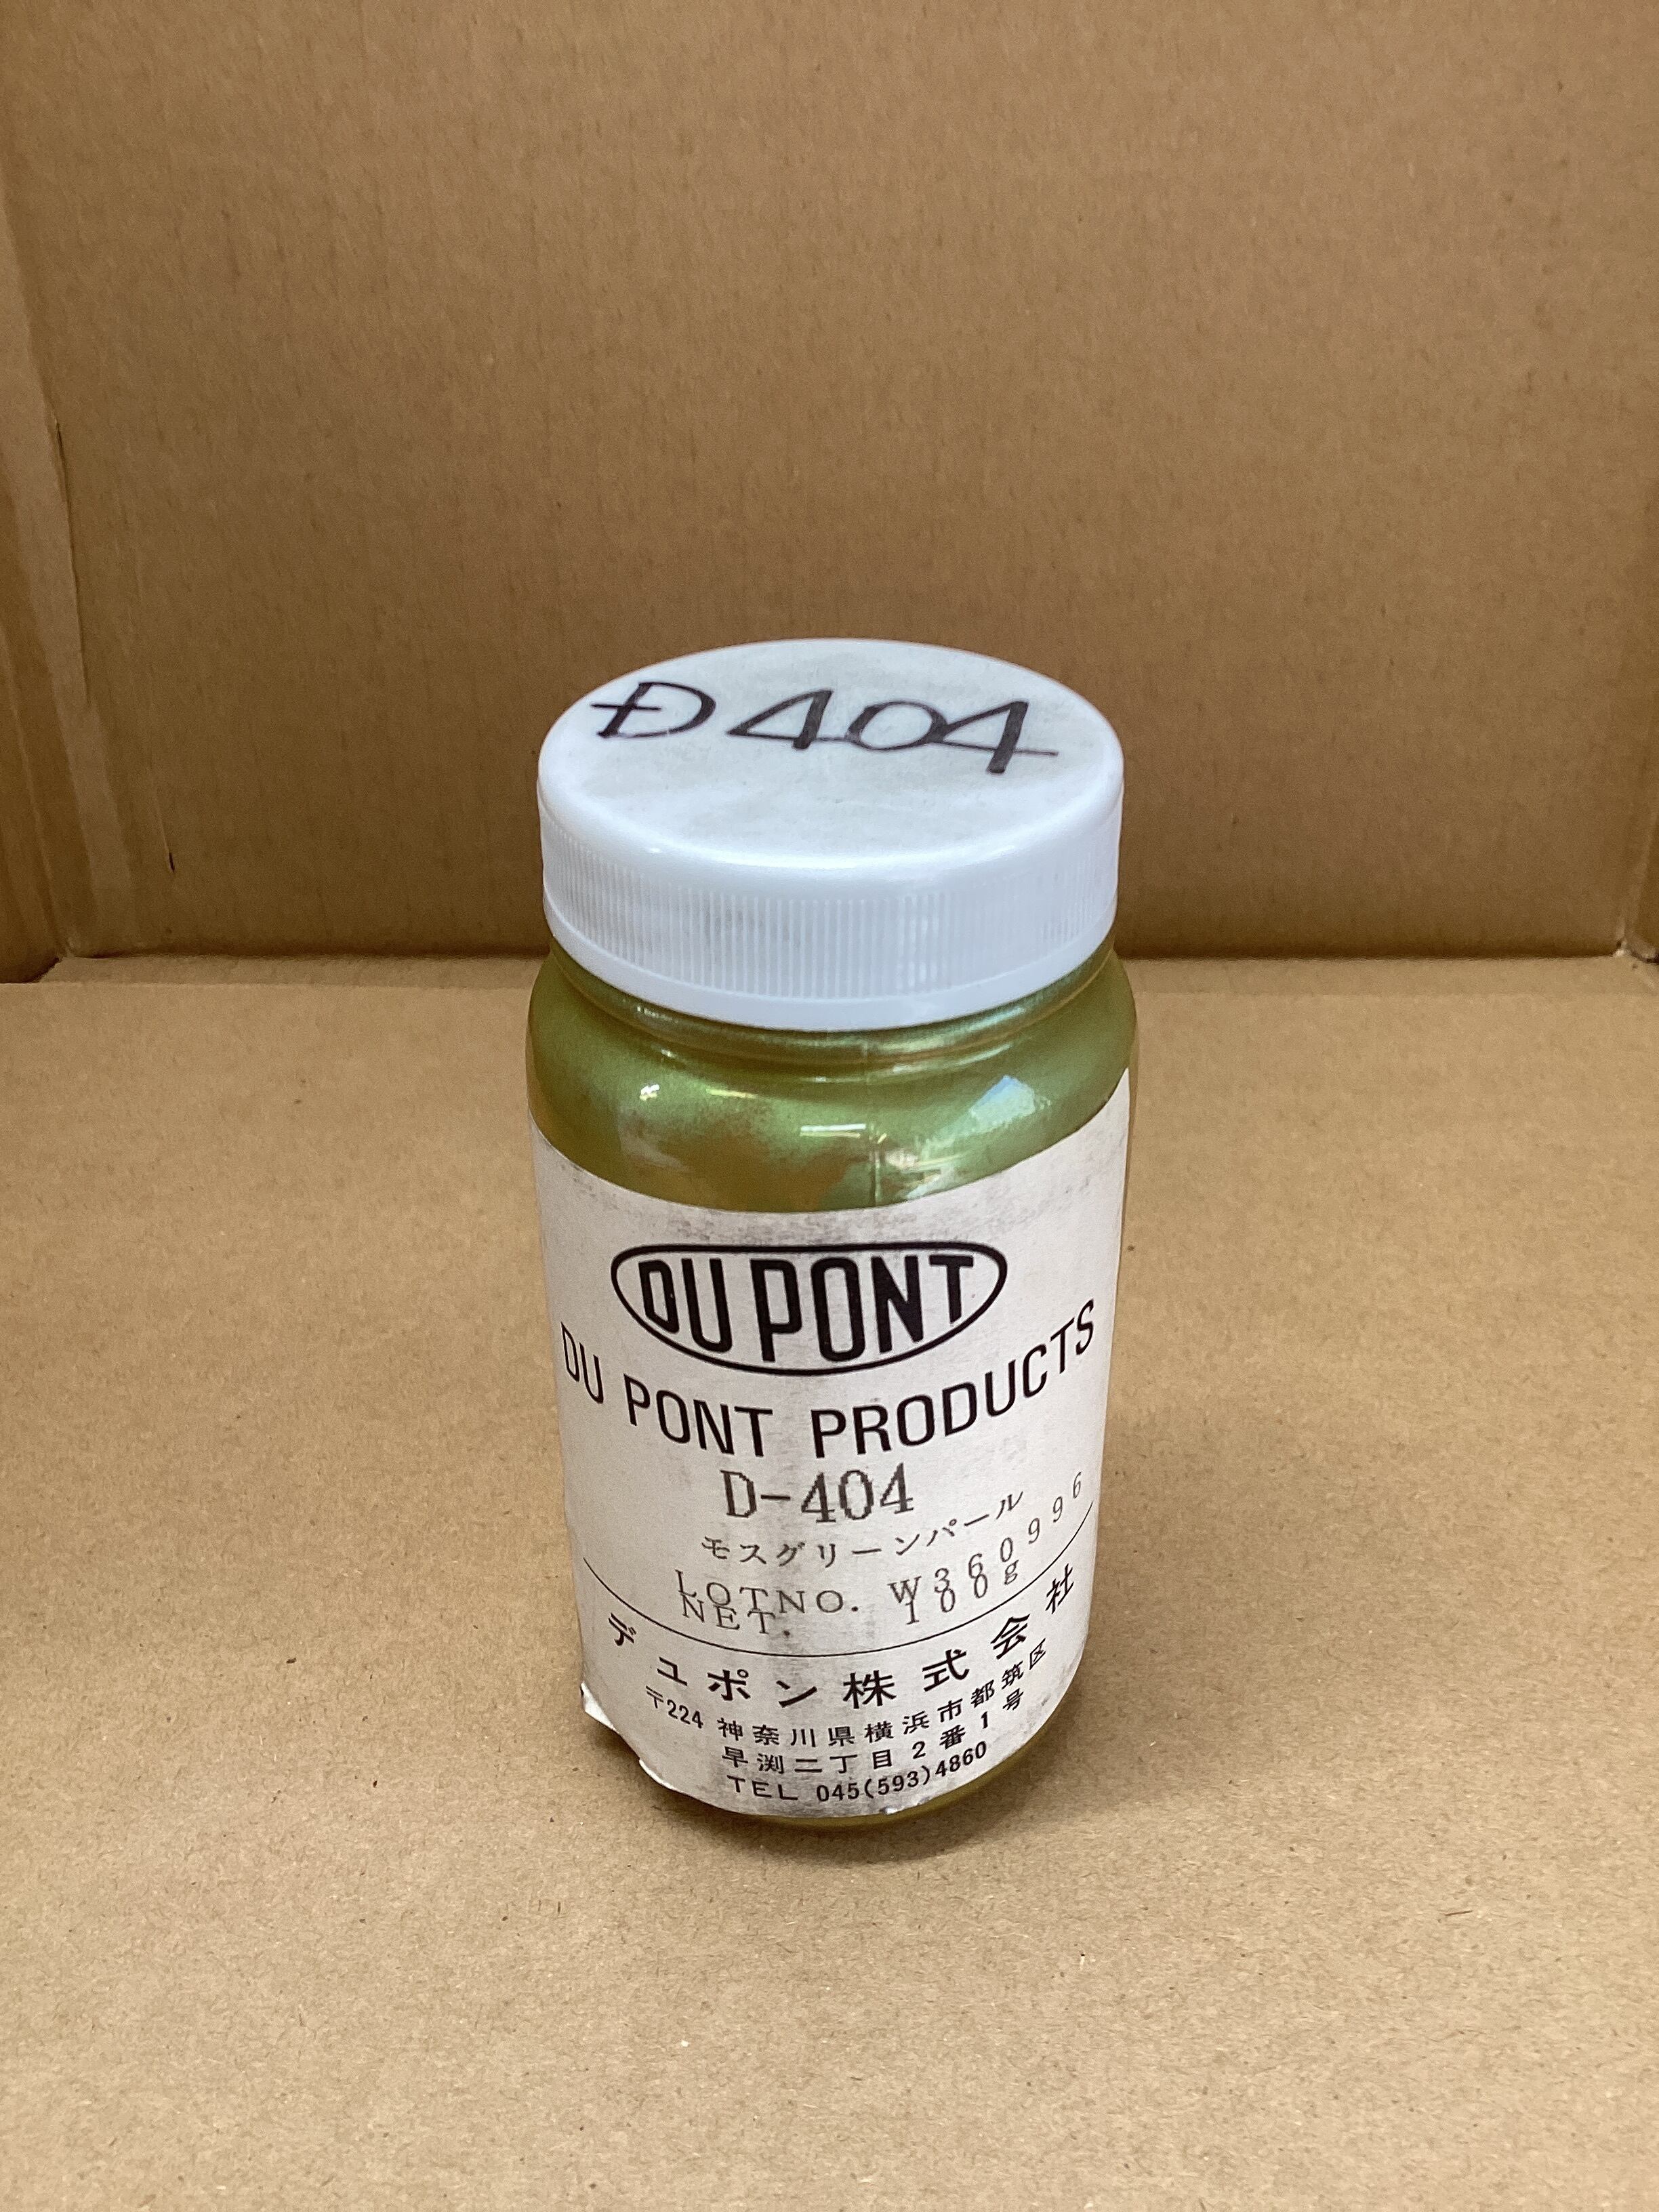 D404
DU PONT
DU PONT PRODUCTS
D-404
モスグリーンパール
LOTNO. W360996
NET. 100g
デュポン株式会社
〒224 神奈川県横浜市都筑区
早渕二丁目2番1号
TEL 045(593)4860